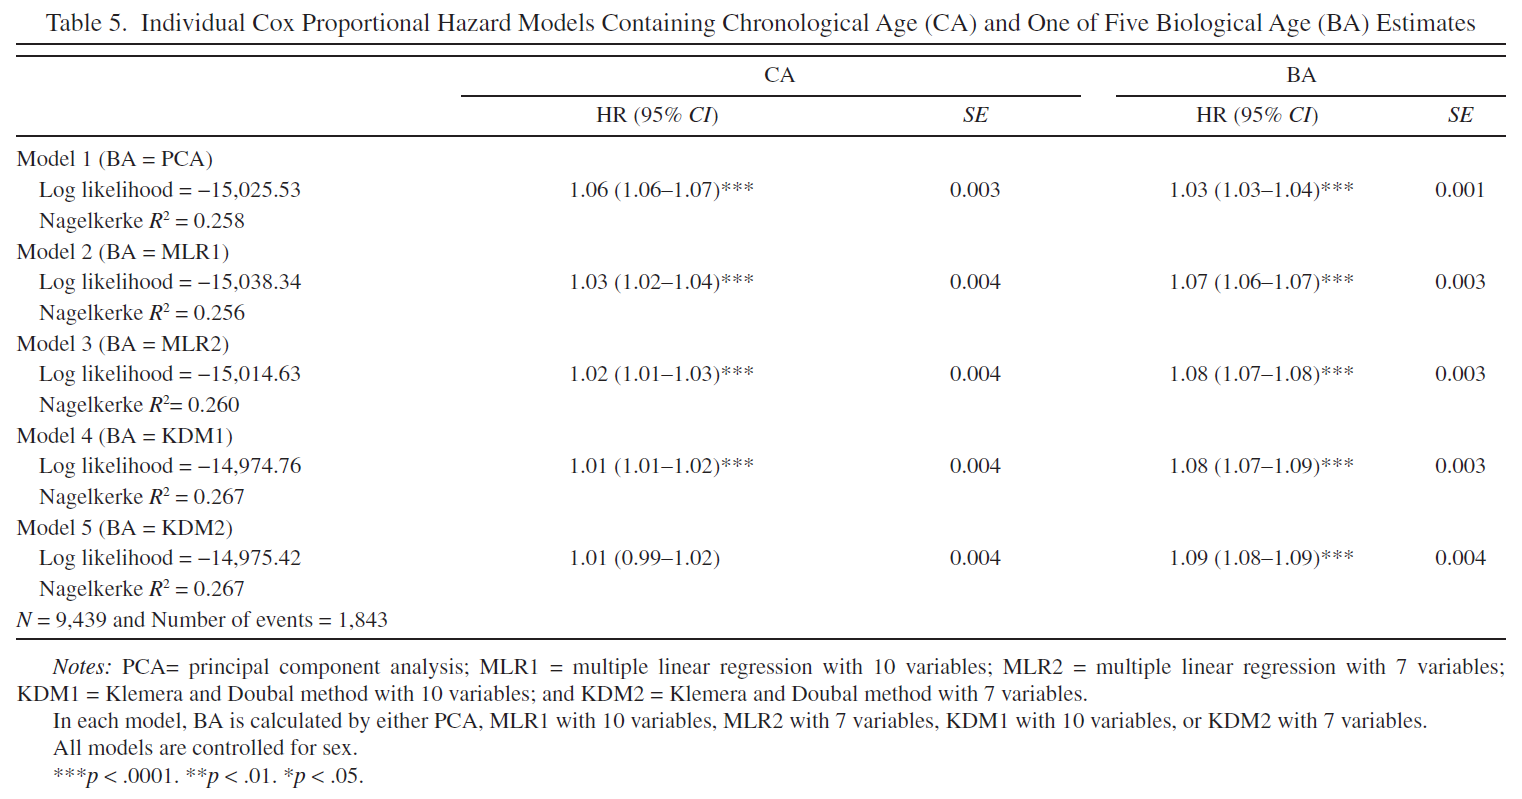 Table 5. Individual Cox Proportional Hazard Models Containing Chronological Age (CA) and One of Five Biological Age (BA) Estimates
CA BA
HR (95% CI) SE HR (95% CI) SE
Model 1 (BA = PCA)
Log likelihood = −15,025.53 1.06 (1.06–1.07)*** 0.003 1.03 (1.03–1.04)*** 0.001
Nagelkerke R² = 0.258
Model 2 (BA = MLR1)
Log likelihood = −15,038.34 1.03 (1.02–1.04)*** 0.004 1.07 (1.06–1.07)*** 0.003
Nagelkerke R² = 0.256
Model 3 (BA = MLR2)
Log likelihood = −15,014.63 1.02 (1.01–1.03)*** 0.004 1.08 (1.07–1.08)*** 0.003
Nagelkerke R²= 0.260
Model 4 (BA = KDM1)
Log likelihood = −14,974.76 1.01 (1.01–1.02)*** 0.004 1.08 (1.07–1.09)*** 0.003
Nagelkerke R² = 0.267
Model 5 (BA = KDM2)
Log likelihood = −14,975.42 1.01 (0.99–1.02) 0.004 1.09 (1.08–1.09)*** 0.004
Nagelkerke R² = 0.267
N = 9,439 and Number of events = 1,843
Notes: PCA= principal component analysis; MLR1 = multiple linear regression with 10 variables; MLR2 = multiple linear regression with 7 variables;
KDM1 = Klemera and Doubal method with 10 variables; and KDM2 = Klemera and Doubal method with 7 variables.
In each model, BA is calculated by either PCA, MLR1 with 10 variables, MLR2 with 7 variables, KDM1 with 10 variables, or KDM2 with 7 variables.
All models are controlled for sex.
***p < .0001. **p < .01. *p < .05.